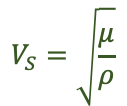 V_S = √(μ/ρ)